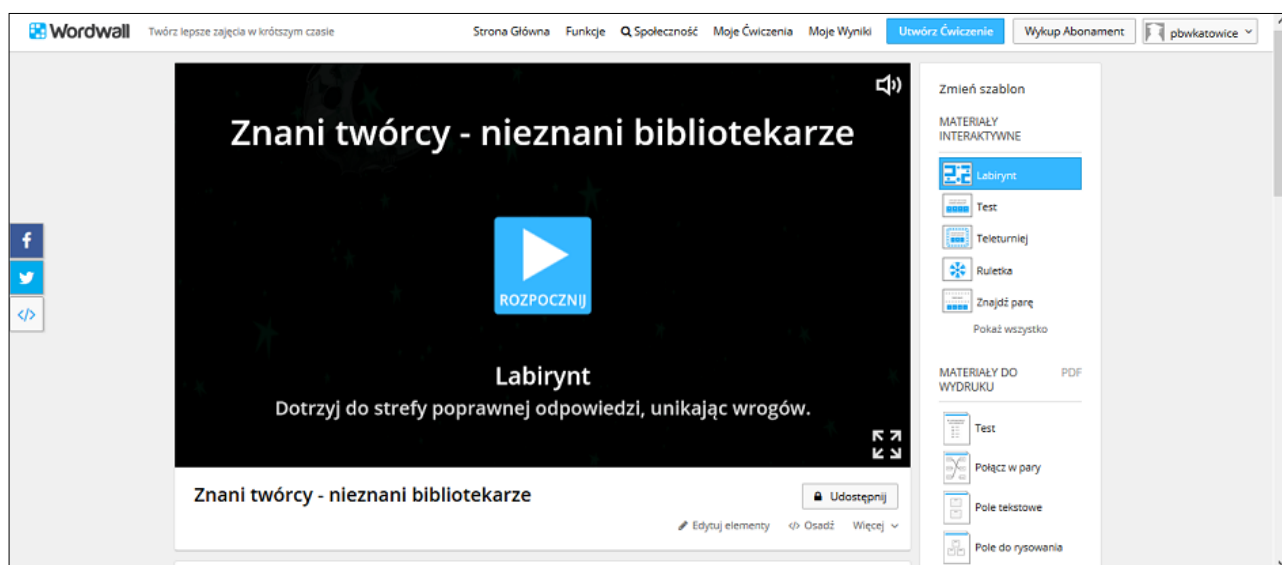 Wordwall Twórz lepsze zajęcia w krótszym czasie Strona Główna Funkcje Społeczność Moje Ćwiczenia Moje Wyniki Utwórz Ćwiczenie Wykup Abonament pbwkatowice
Znani twórcy - nieznani bibliotekarze
ROZPOCZNIJ
Labirynt
Dotrzyj do strefy poprawnej odpowiedzi, unikając wrogów.
Znani twórcy - nieznani bibliotekarze
Udostępnij
Edytuj elementy </> Osadź Więcej
f
</>
Zmień szablon
MATERIAŁY
INTERAKTYWNE
Labirynt
Test
Teleturniej
Ruletka
Znajdź parę
Pokaż wszystko
MATERIAŁY DO PDF
WYDRUKU
Test
Połącz w pary
Pole tekstowe
Pole do rysowania